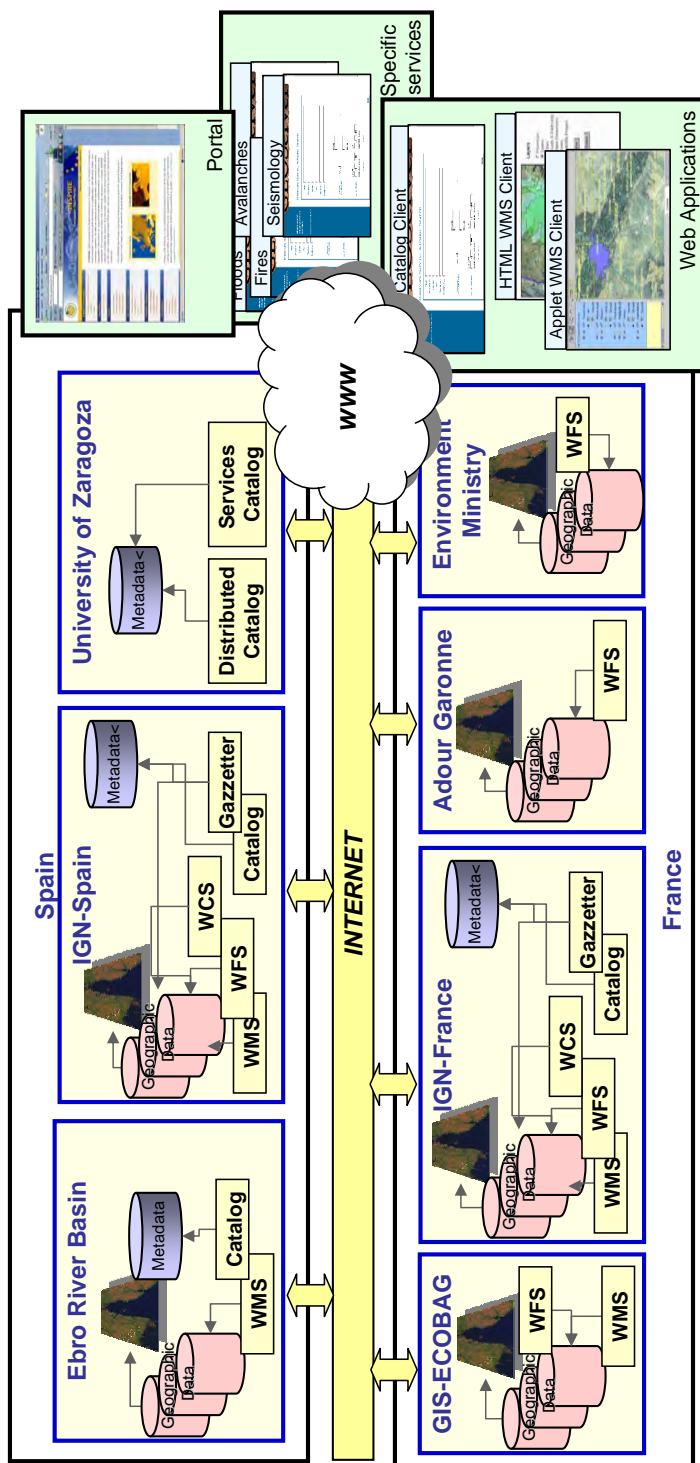 Spain
Ebro River Basin
Geographic
Data
Metadata
Catalog
WMS
IGN-Spain
Geographic
Data
Metadata<
WCS
WFS
WMS
Gazzetter
Catalog
University of Zaragoza
Metadata<
Distributed
Catalog
Services
Catalog
INTERNET
WWW
GIS-ECOBAG
Geographic
Data
WFS
WMS
IGN-France
Geographic
Data
Metadata<
WCS
WFS
WMS
Gazzetter
Catalog
Adour Garonne
Geographic
Data
WFS
Environment
Ministry
Geographic
Data
WFS
France
Portal
INSPIRE
Floods
Avalanches
Fires
Seismology
Specific
services
Catalog Client
HTML WMS Client
Applet WMS Client
Web Applications